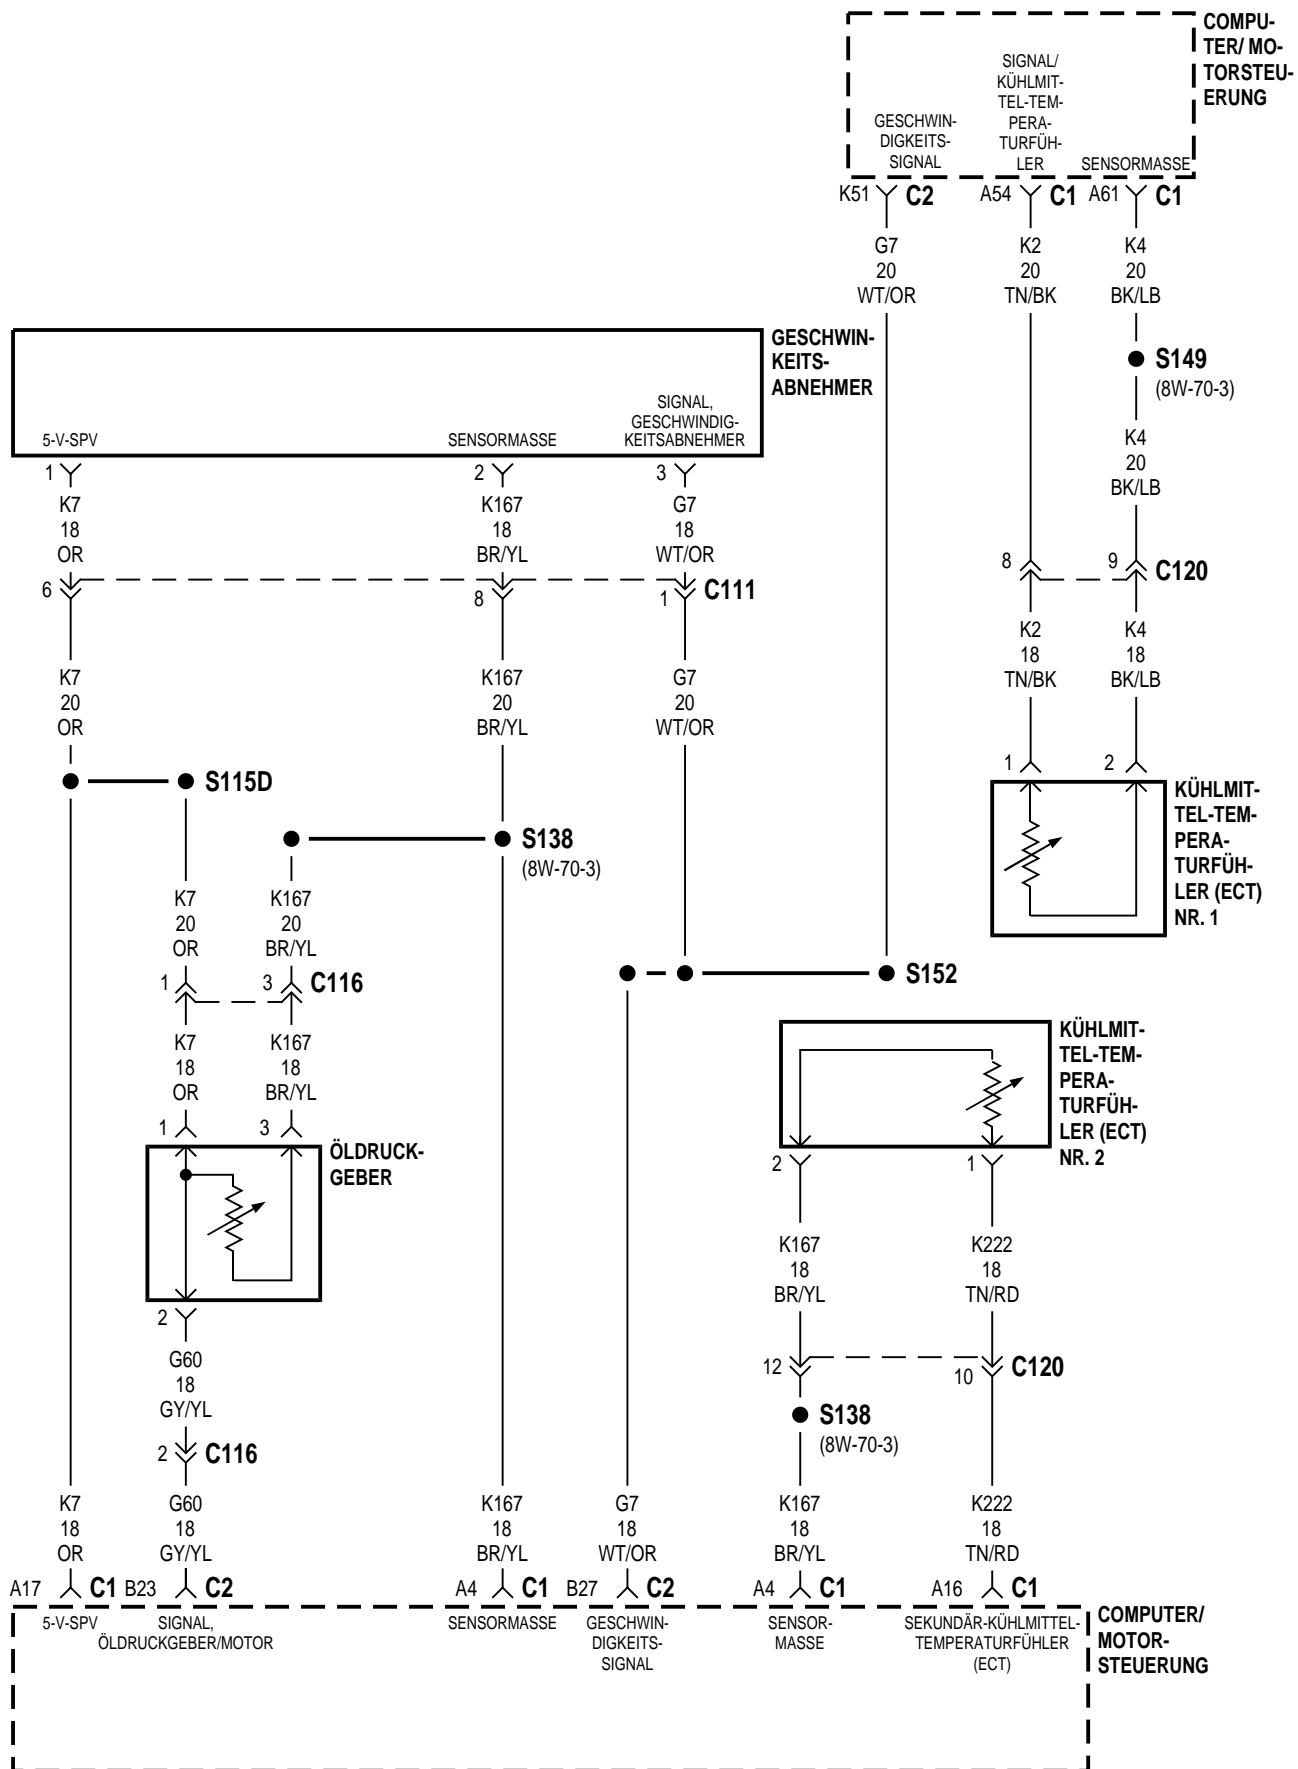 COMPU-
TER/ MO-
TORSTEU-
ERUNG
SIGNAL/
KÜHLMIT-
TEL-TEM-
PERA-
TURFÜH-
LER
GESCHWIN-
DIGKEITS-
SIGNAL
SENSORMASSE
K51 C2 A54 C1 A61 C1
G7 K2 K4
20 20 20
WT/OR TN/BK BK/LB
GESCHWIN-
KEITS-
ABNEHMER
S149
(8W-70-3)
SIGNAL,
GESCHWINDIG-
KEITSABNEHMER
5-V-SPV SENSORMASSE
K4
20
BK/LB
1 2 3
K7 K167 G7
18 18 18
OR BR/YL WT/OR
8 9 C120
6 8 1 C111
K2 K4
18 18
TN/BK BK/LB
K7 K167 G7
20 20 20
OR BR/YL WT/OR
1 2
S115D
KÜHLMIT-
TEL-TEM-
PERA-
TURFÜH-
LER (ECT)
NR. 1
S138
(8W-70-3)
K7 K167
20 20
OR BR/YL
1 3 C116
S152
K7 K167
18 18
OR BR/YL
KÜHLMIT-
TEL-TEM-
PERA-
TURFÜH-
LER (ECT)
NR. 2
1 3
ÖLDRUCK-
GEBER
2 1
K167 K222
18 18
BR/YL TN/RD
2
G60
18
GY/YL
12 10 C120
S138
(8W-70-3)
2 C116
K7 G60 K167 G7 K167 K222
18 18 18 18 18 18
OR GY/YL BR/YL WT/OR BR/YL TN/RD
A17 C1 B23 C2 A4 C1 B27 C2 A4 C1 A16 C1
5-V-SPV
SIGNAL,
ÖLDRUCKGEBER/MOTOR
SENSORMASSE
GESCHWIN-
DIGKEITS-
SIGNAL
SENSOR-
MASSE
SEKUNDÄR-KÜHLMITTEL-
TEMPERATURFÜHLER
(ECT)
COMPUTER/
MOTOR-
STEUERUNG